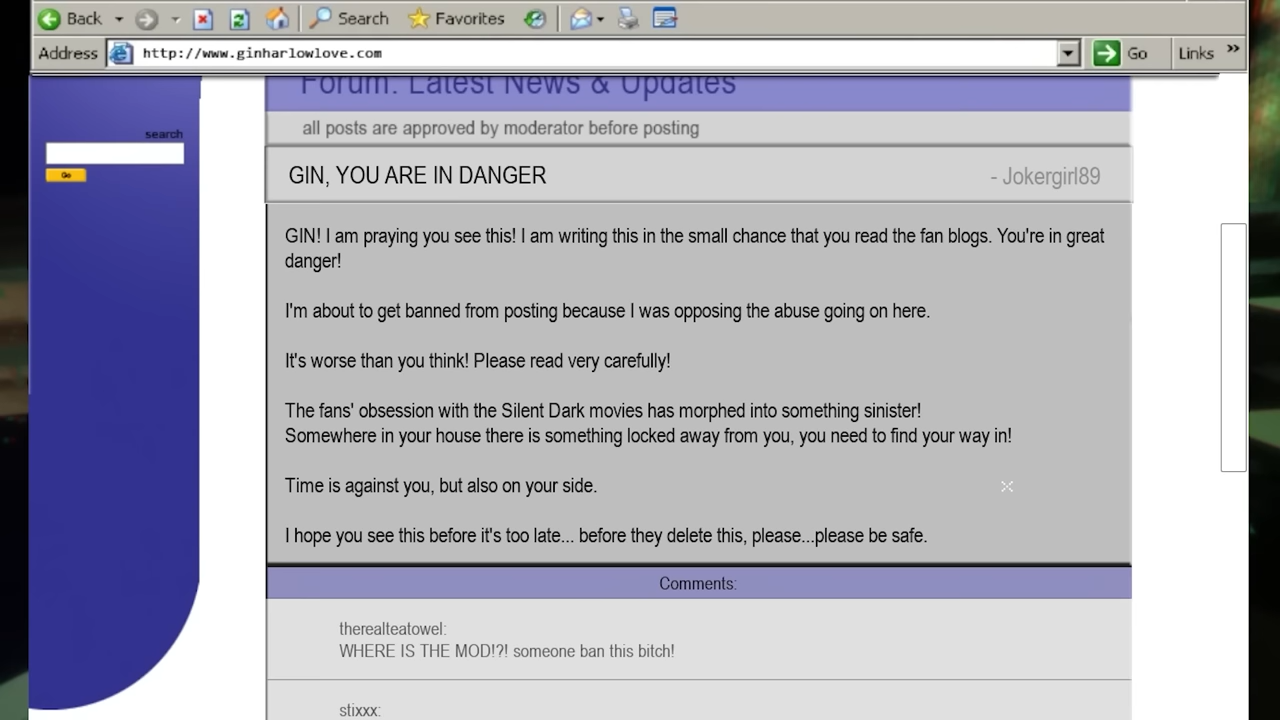 Back Search Favorites
Address http://www.ginharlowlove.com Go Links »
Forum: Latest News & Updates
search
Go
all posts are approved by moderator before posting
GIN, YOU ARE IN DANGER - Jokergirl89
GIN! I am praying you see this! I am writing this in the small chance that you read the fan blogs. You're in great
danger!
I'm about to get banned from posting because I was opposing the abuse going on here.
It's worse than you think! Please read very carefully!
The fans' obsession with the Silent Dark movies has morphed into something sinister!
Somewhere in your house there is something locked away from you, you need to find your way in!
Time is against you, but also on your side.
I hope you see this before it's too late... before they delete this, please...please be safe.
Comments:
therealteatowel:
WHERE IS THE MOD!?! someone ban this bitch!
stixxx: